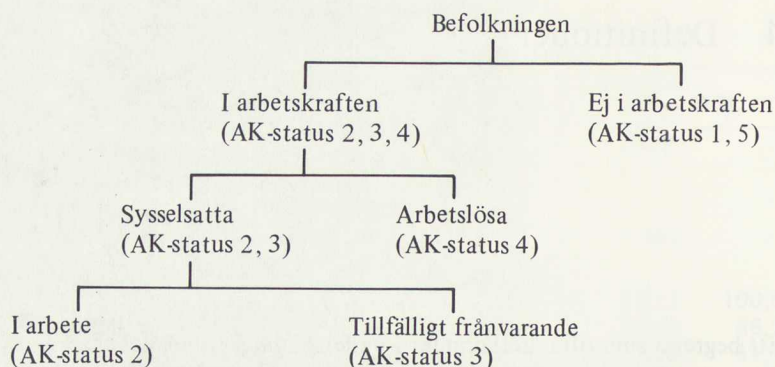 Befolkningen
I arbetskraften
(AK-status 2, 3, 4)
Ej i arbetskraften
(AK-status 1, 5)
Sysselsatta
(AK-status 2, 3)
Arbetslösa
(AK-status 4)
I arbete
(AK-status 2)
Tillfälligt frånvarande
(AK-status 3)